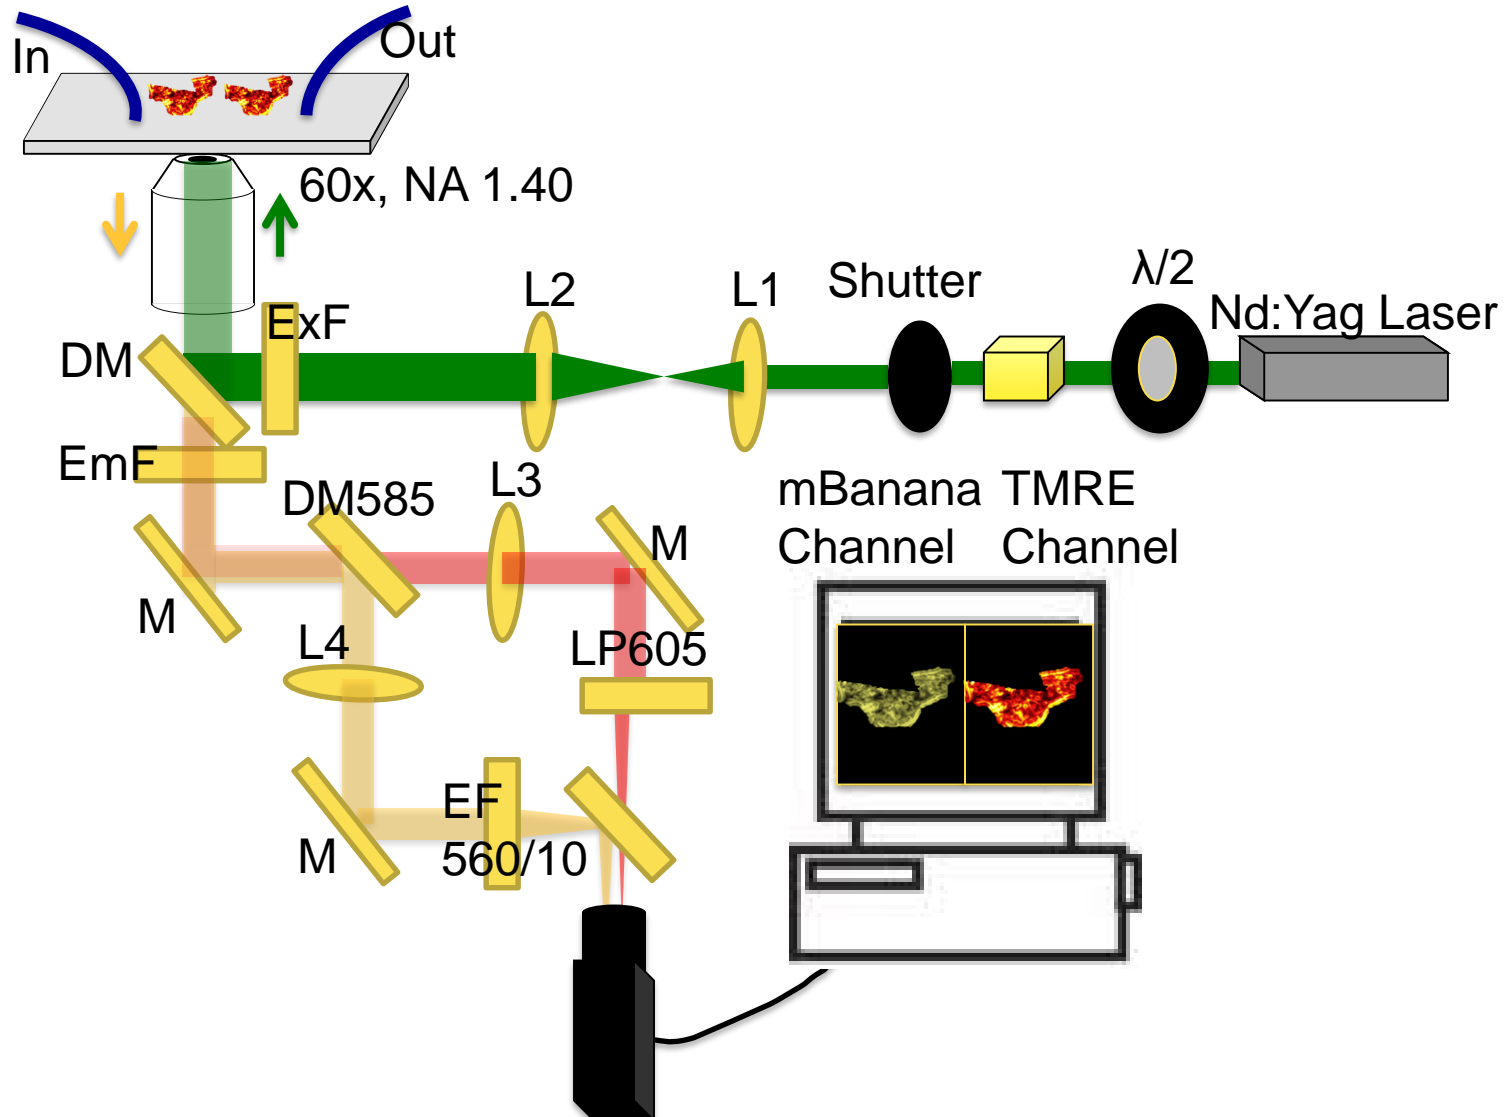 In
Out
60x, NA 1.40
Shutter
λ/2
Nd:Yag Laser
L2
L1
ExF
DM
EmF
DM585
L3
M
mBanana
Channel
TMRE
Channel
M
L4
LP605
EF
560/10
M